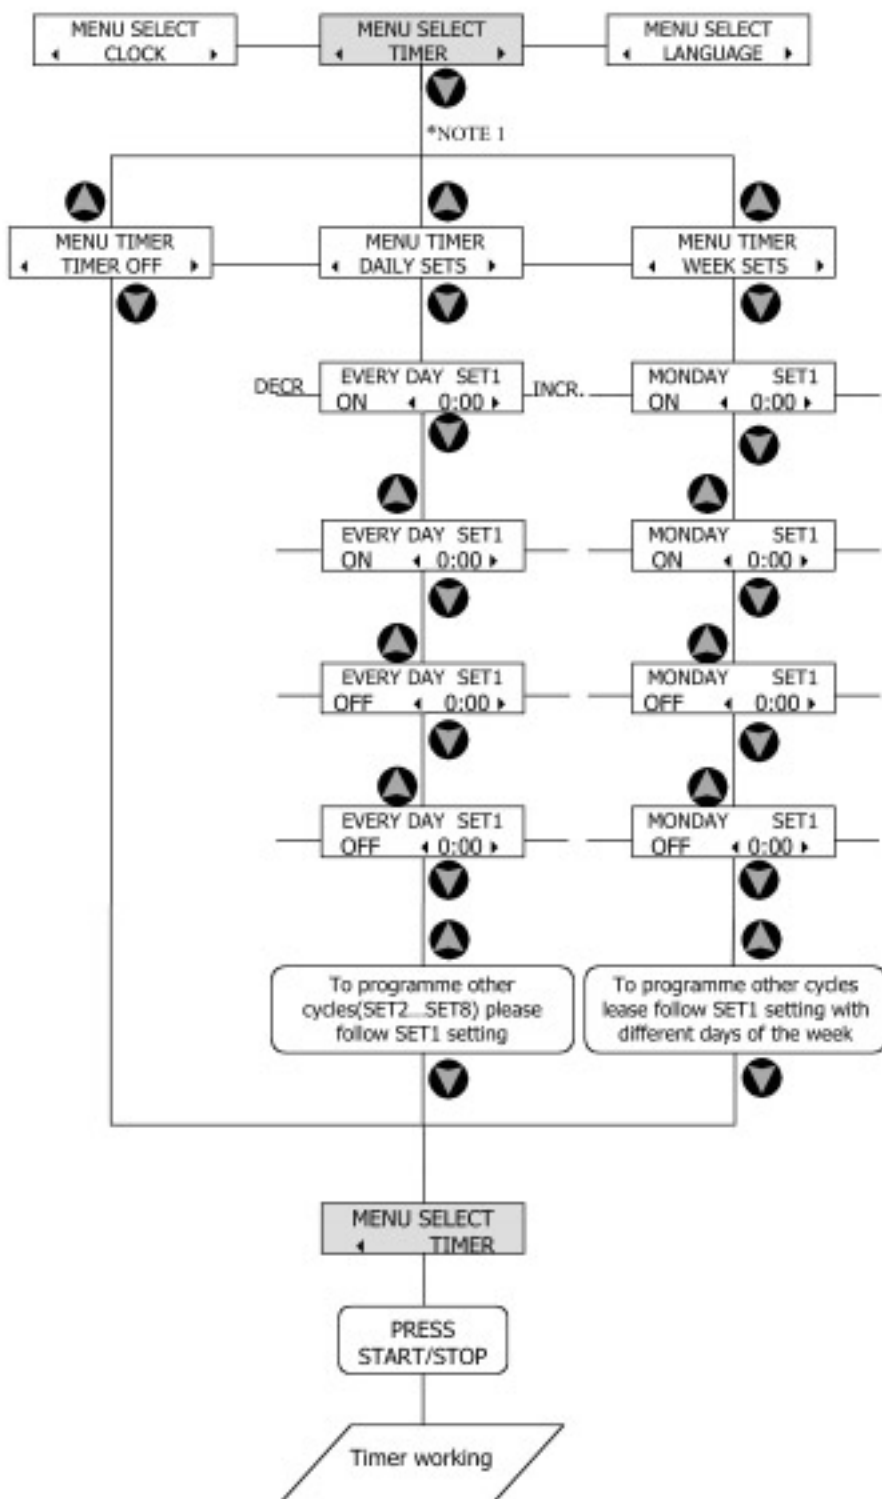 MENU SELECT
◂ CLOCK ▸
MENU SELECT
◂ TIMER ▸
MENU SELECT
◂ LANGUAGE ▸
*NOTE 1
MENU TIMER
◂ TIMER OFF ▸
MENU TIMER
◂ DAILY SETS ▸
MENU TIMER
◂ WEEK SETS ▸
DECR
EVERY DAY SET1
ON ◂ 0:00 ▸
INCR.
MONDAY SET1
ON ◂ 0:00 ▸
EVERY DAY SET1
ON ◂ 0:00 ▸
MONDAY SET1
ON ◂ 0:00 ▸
EVERY DAY SET1
OFF ◂ 0:00 ▸
MONDAY SET1
OFF ◂ 0:00 ▸
EVERY DAY SET1
OFF ◂ 0:00 ▸
MONDAY SET1
OFF ◂ 0:00 ▸
To programme other
cycles(SET2...SET8) please
follow SET1 setting
To programme other cycles
lease follow SET1 setting with
different days of the week
MENU SELECT
◂ TIMER
PRESS
START/STOP
Timer working